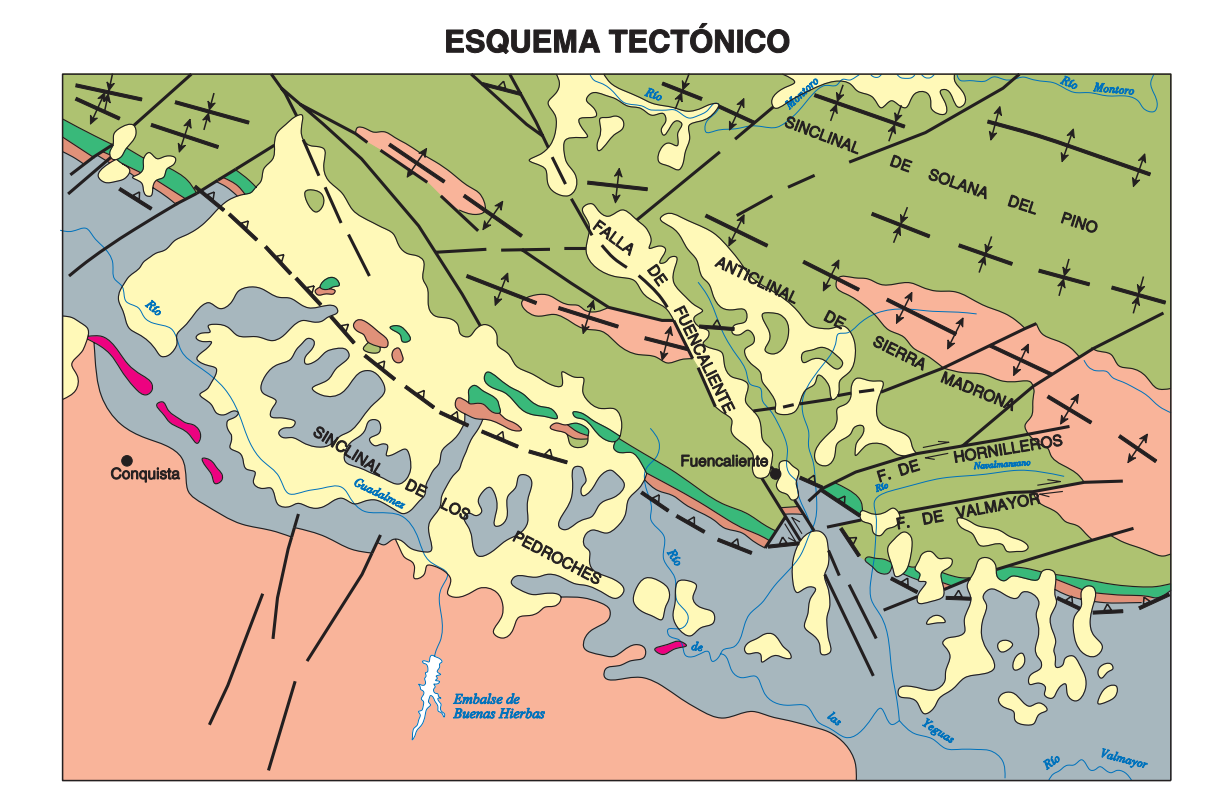 ESQUEMA TECTÓNICO
Río
Montoro
Río Montoro
SINCLINAL DE SOLANA DEL PINO
FALLA DE FUENCALIENTE
ANTICLINAL DE SIERRA MADRONA
Río
SINCLINAL DE LOS PEDROCHES
Guadalmez
Conquista
Fuencaliente
F. DE HORNILLEROS
Río
Navalmanzano
F. DE VALMAYOR
Río
de
las
Yeguas
Embalse de
Buenas Hierbas
Río
Valmayor